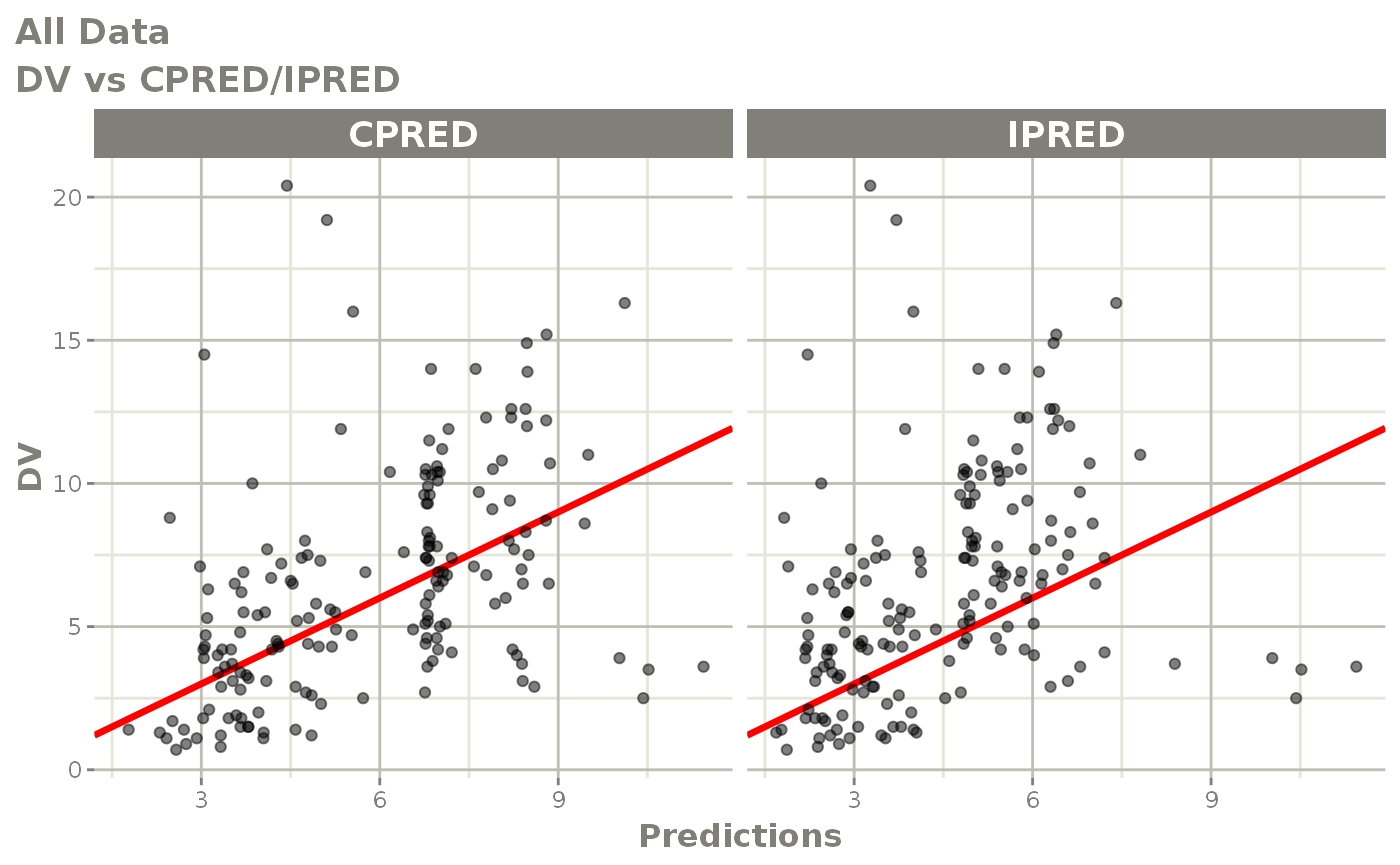 All Data
DV vs CPRED/IPRED
CPRED IPRED
20
15
10
5
0
DV
3 6 9 3 6 9
Predictions